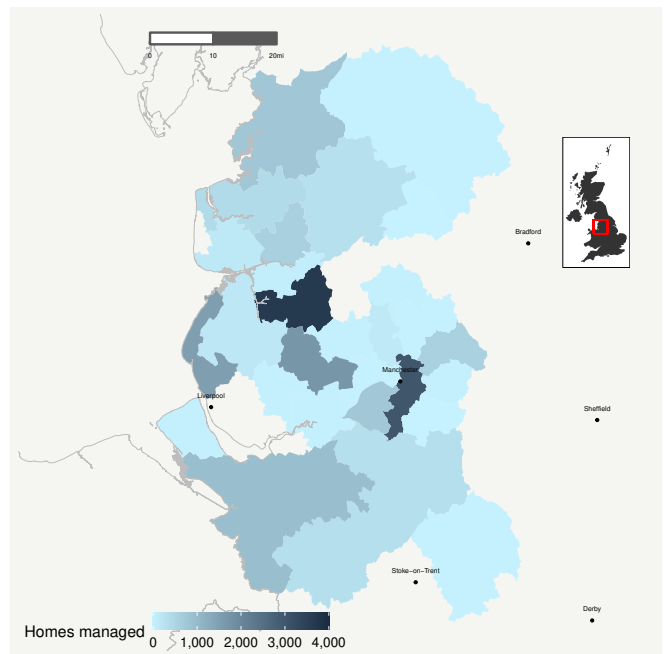 0 10 20mi
Bradford
Manchester
Liverpool
Sheffield
Stoke−on−Trent
Derby
Homes managed
0 1,000 2,000 3,000 4,000